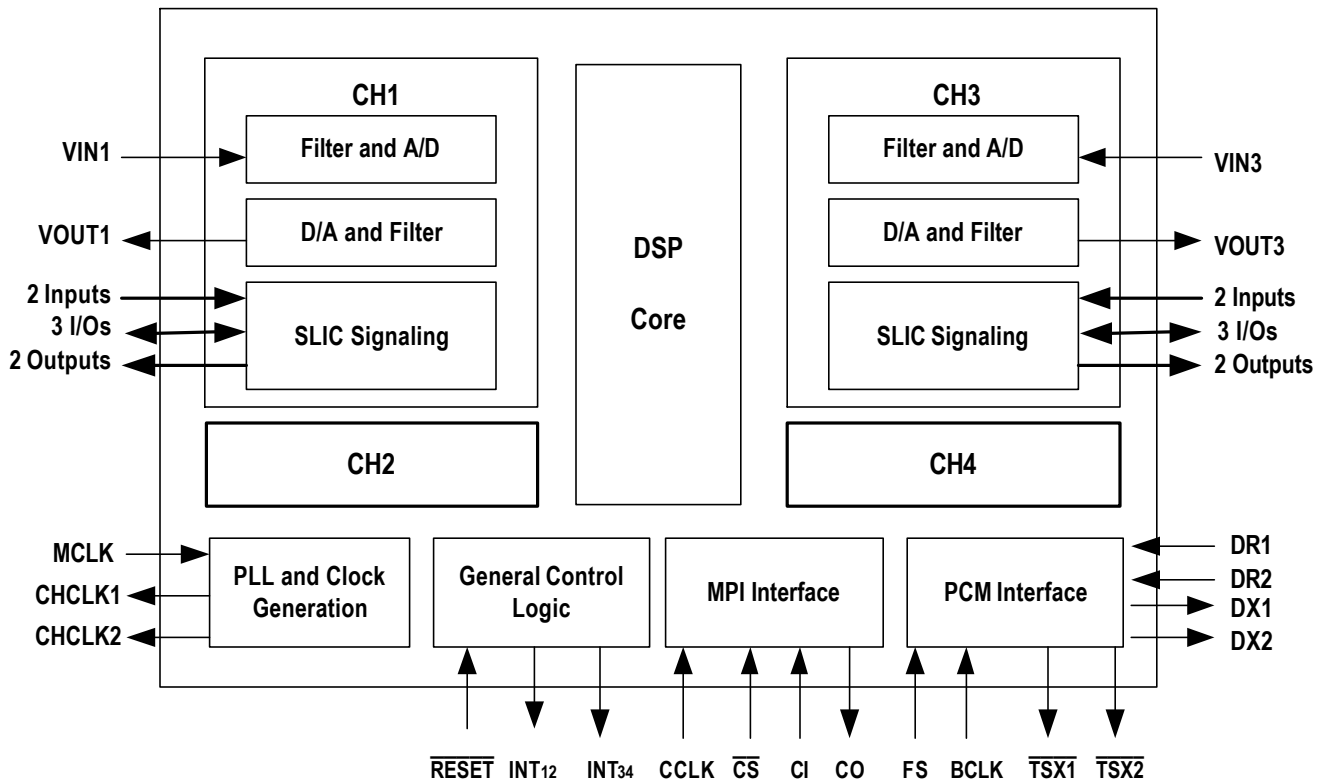 CH1
Filter and A/D
VIN1
D/A and Filter
VOUT1
2 Inputs
3 I/Os
2 Outputs
SLIC Signaling
CH2
DSP
Core
CH3
Filter and A/D
VIN3
D/A and Filter
VOUT3
2 Inputs
3 I/Os
2 Outputs
SLIC Signaling
CH4
MCLK
CHCLK1
CHCLK2
PLL and Clock
Generation
General Control
Logic
MPI Interface
PCM Interface
DR1
DR2
DX1
DX2
RESET INT12 INT34 CCLK CS CI CO FS BCLK TSX1 TSX2